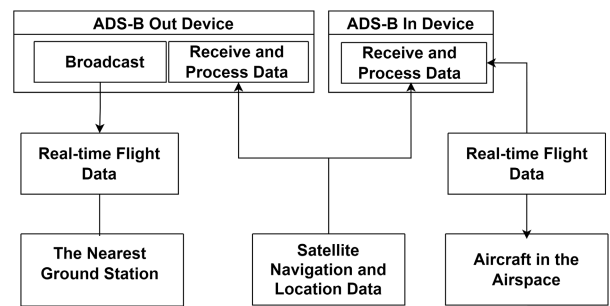 ADS-B Out Device
Broadcast
Receive and
Process Data
ADS-B In Device
Receive and
Process Data
Real-time Flight
Data
Real-time Flight
Data
The Nearest
Ground Station
Satellite
Navigation and
Location Data
Aircraft in the
Airspace